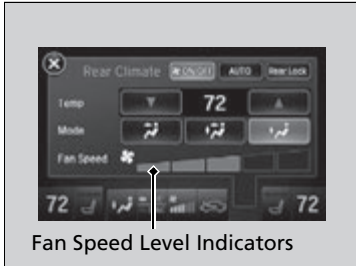 Rear Climate ON/OFF AUTO Rear Lock
Temp 72
Mode
Fan Speed
72 72
Fan Speed Level Indicators